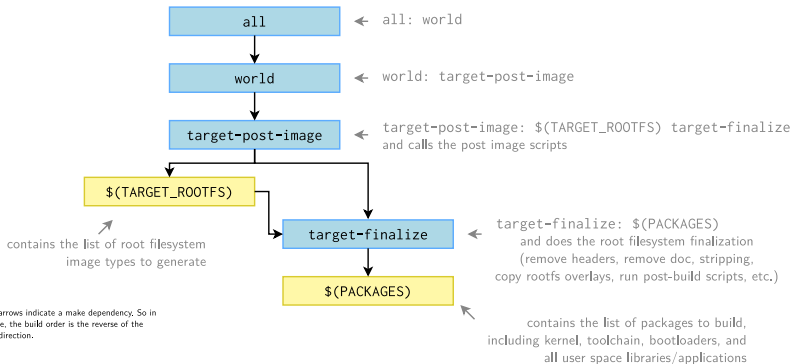 all
all: world
world
world: target-post-image
target-post-image
target-post-image: $(TARGET_ROOTFS) target-finalize
and calls the post image scripts
$(TARGET_ROOTFS)
contains the list of root filesystem
image types to generate
target-finalize
target-finalize: $(PACKAGES)
and does the root filesystem finalization
(remove headers, remove doc, stripping,
copy rootfs overlays, run post-build scripts, etc.)
$(PACKAGES)
contains the list of packages to build,
including kernel, toolchain, bootloaders, and
all user space libraries/applications
arrows indicate a make dependency. So in
, the build order is the reverse of the
direction.